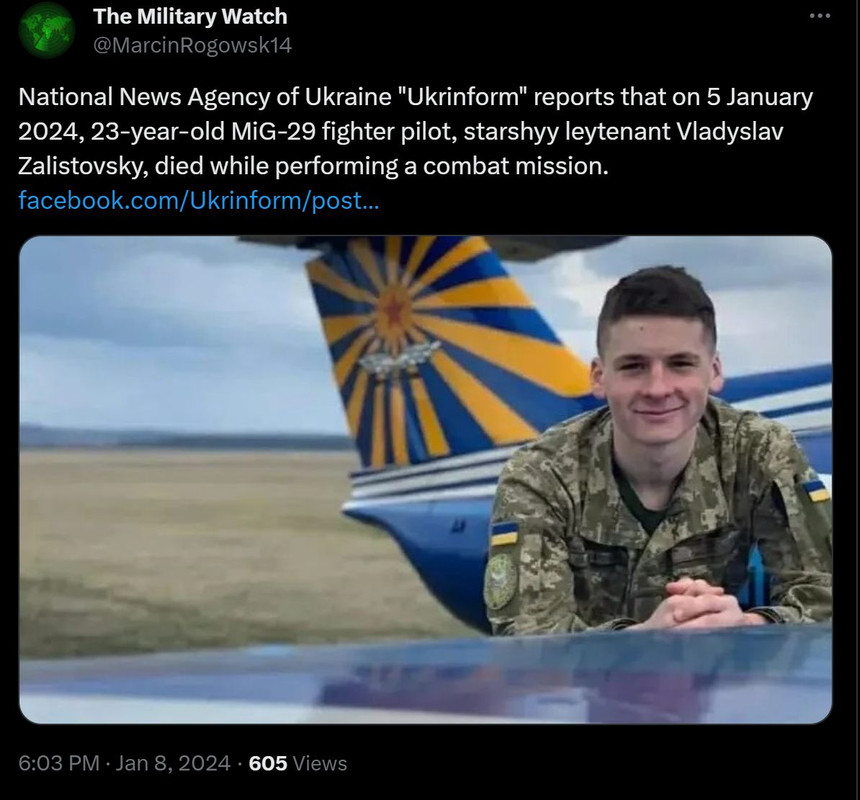 The Military Watch
@MarcinRogowsk14
National News Agency of Ukraine "Ukrinform" reports that on 5 January
2024, 23-year-old MiG-29 fighter pilot, starshyy leytenant Vladyslav
Zalistovsky, died while performing a combat mission.
facebook.com/Ukrinform/post...
6:03 PM · Jan 8, 2024 · 605 Views